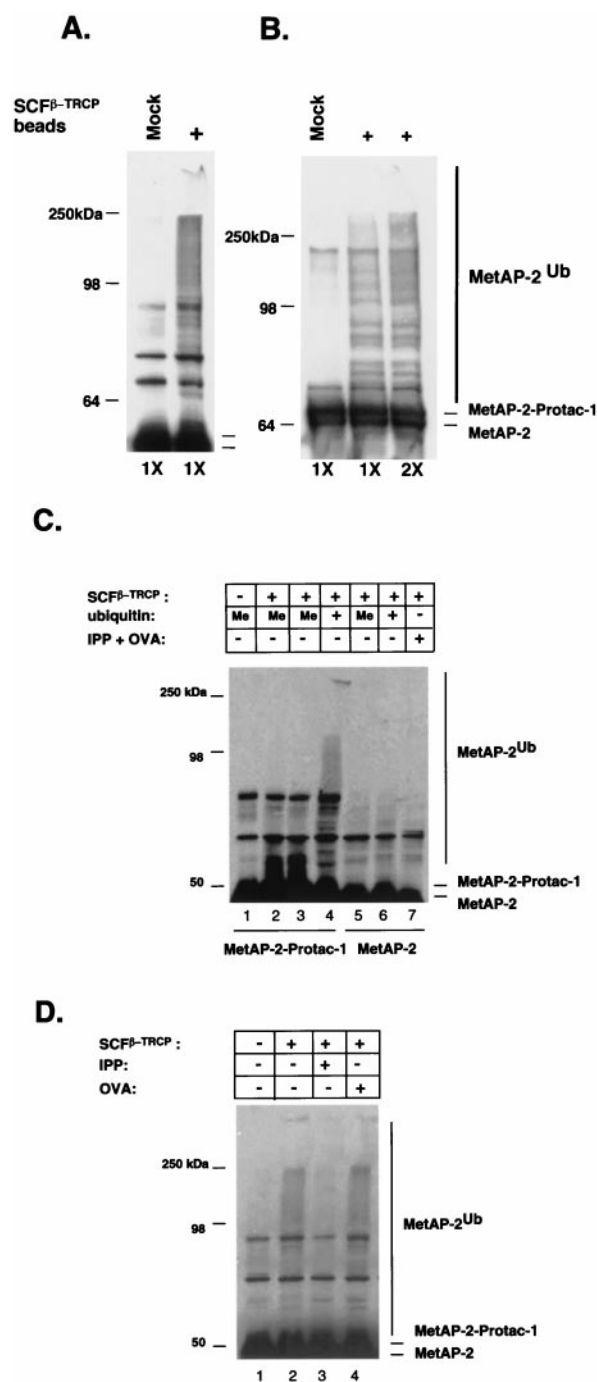 A. B.
SCFβ-TRCP
beads
Mock +
Mock + +
250kDa
98
64
1X 1X
250kDa
98
64
MetAP-2 Ub
MetAP-2-Protac-1
MetAP-2
1X 1X 2X
C.
SCFβ-TRCP : - + + + + + +
ubiquitin: Me Me Me + Me + -
IPP + OVA: - - - - - - +
250 kDa
98
50
MetAP-2Ub
MetAP-2-Protac-1
MetAP-2
1 2 3 4 5 6 7
MetAP-2-Protac-1 MetAP-2
D.
SCFβ-TRCP : - + + +
IPP: - - + -
OVA: - - - +
250 kDa
98
50
MetAP-2Ub
MetAP-2-Protac-1
MetAP-2
1 2 3 4